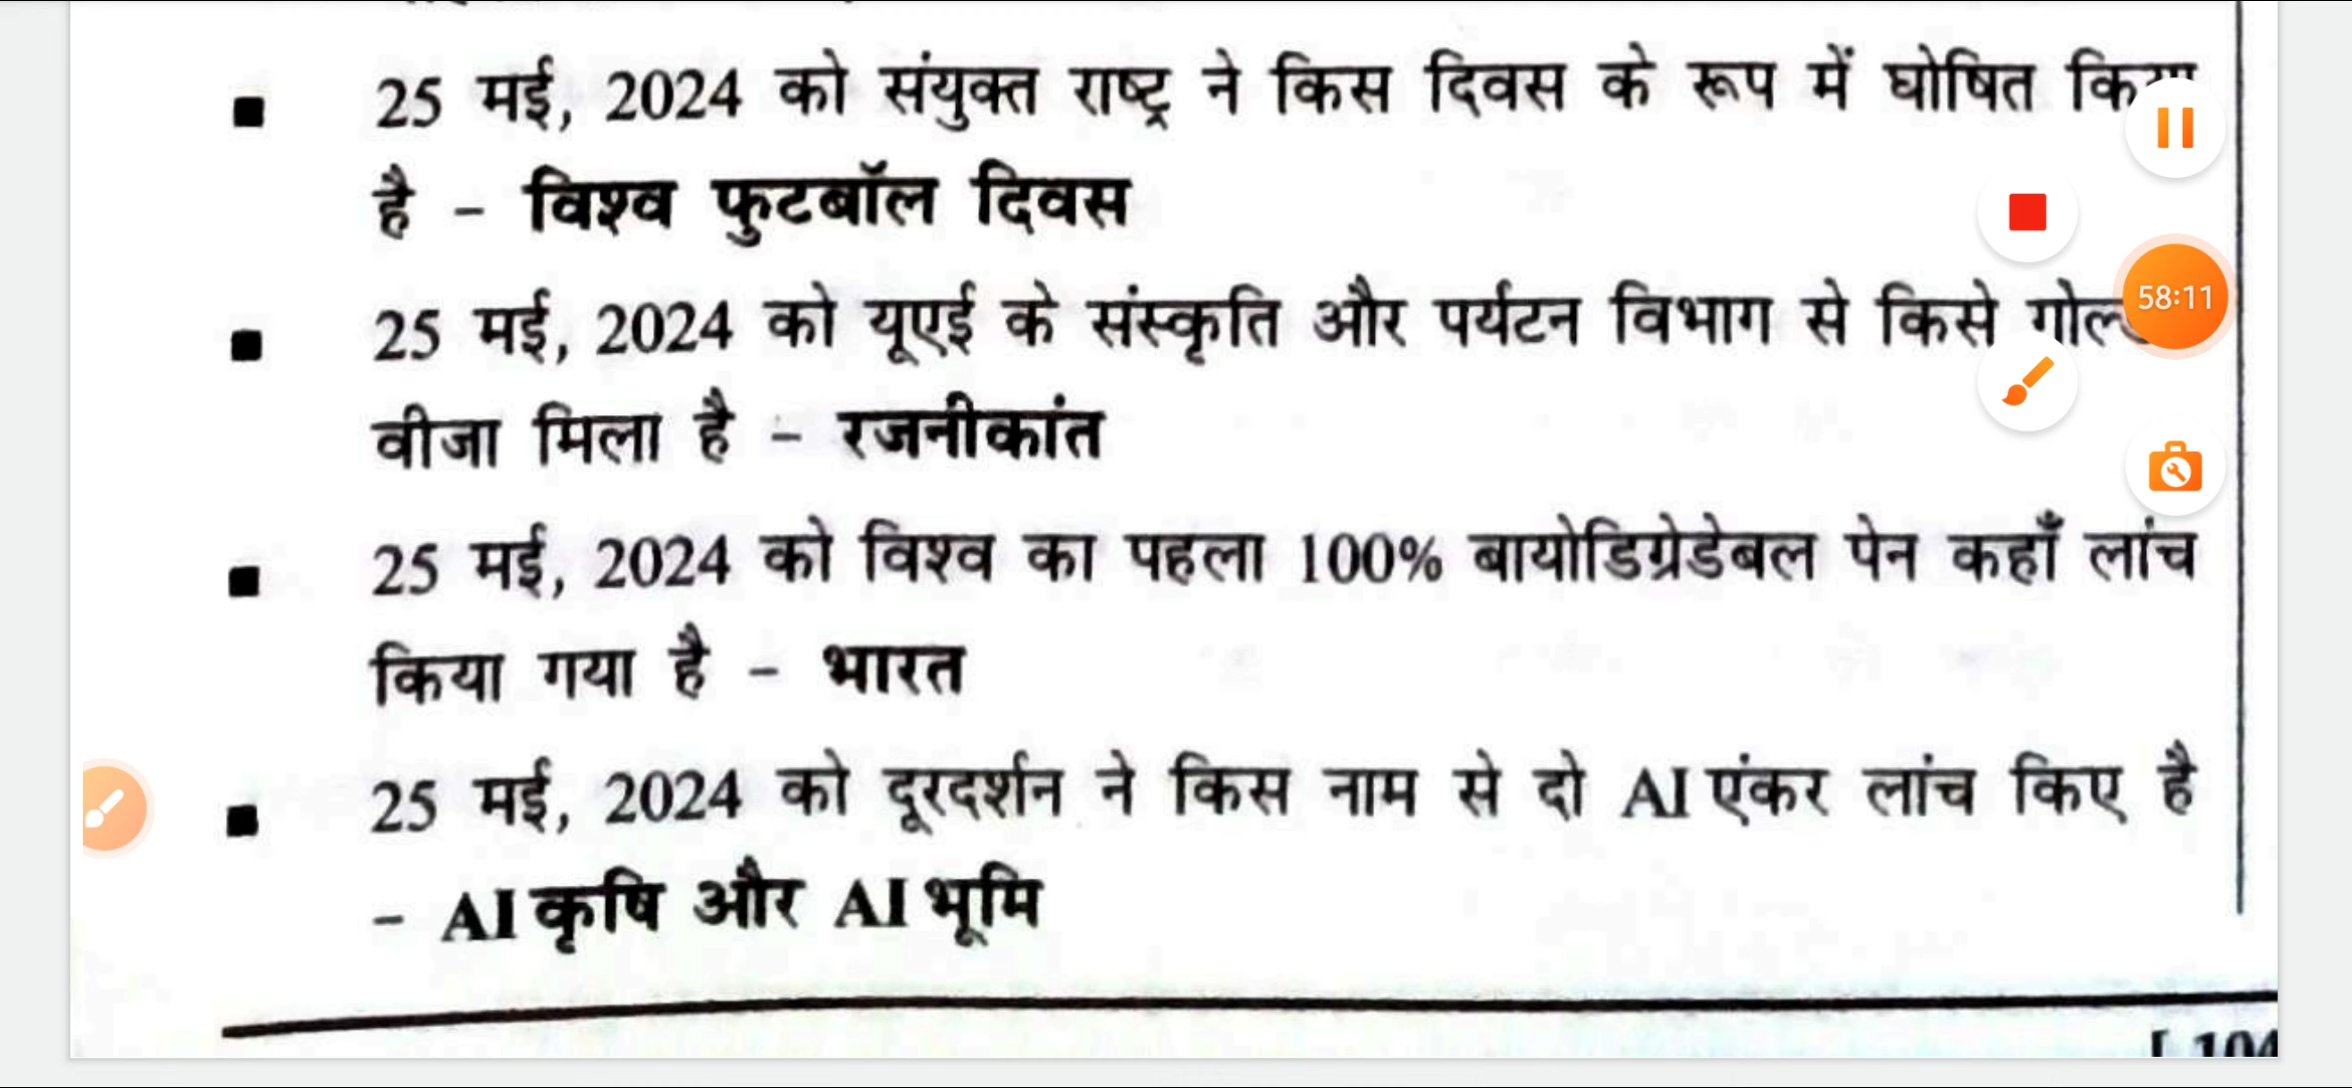 ■ 25 मई, 2024 को संयुक्त राष्ट्र ने किस दिवस के रूप में घोषित
है - विश्व फुटबॉल दिवस
■ 25 मई, 2024 को यूएई के संस्कृति और पर्यटन विभाग से किसे
58:11
वीजा मिला है - रजनीकांत
■ 25 मई, 2024 को विश्व का पहला 100% बायोडिग्रेडेबल पेन कहाँ लांच
किया गया है - भारत
■ 25 मई, 2024 को दूरदर्शन ने किस नाम से दो AI एंकर लांच किए है
- AI कृषि और AI भूमि